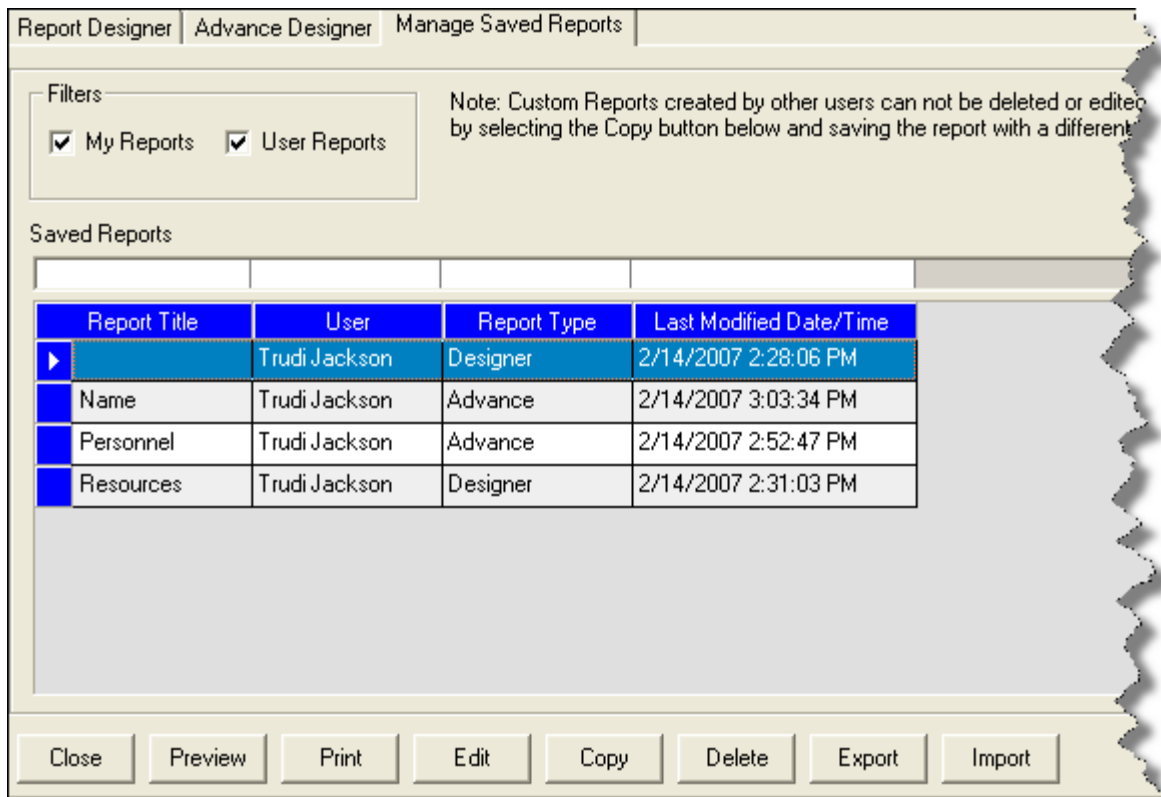 Report Designer Advance Designer Manage Saved Reports
Filters
My Reports User Reports
Note: Custom Reports created by other users can not be deleted or edited
by selecting the Copy button below and saving the report with a different
Saved Reports
Report Title User Report Type Last Modified Date/Time
Trudi Jackson Designer 2/14/2007 2:28:06 PM
Name Trudi Jackson Advance 2/14/2007 3:03:34 PM
Personnel Trudi Jackson Advance 2/14/2007 2:52:47 PM
Resources Trudi Jackson Designer 2/14/2007 2:31:03 PM
Close Preview Print Edit Copy Delete Export Import